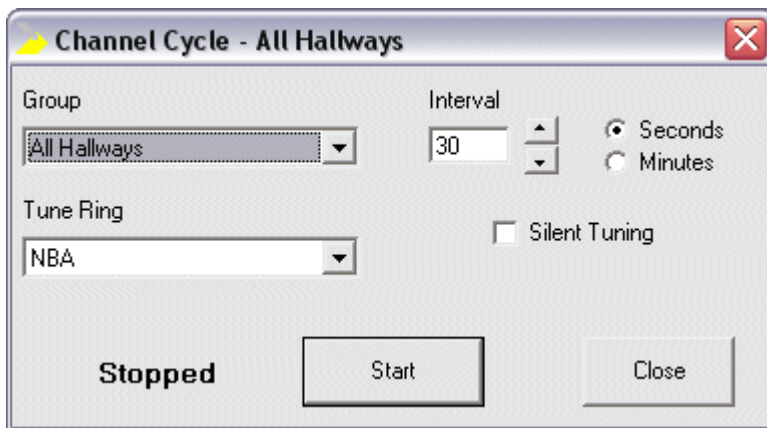 Channel Cycle - All Hallways
Group
All Hallways
Interval
30
Seconds
Minutes
Tune Ring
NBA
Silent Tuning
Stopped
Start
Close